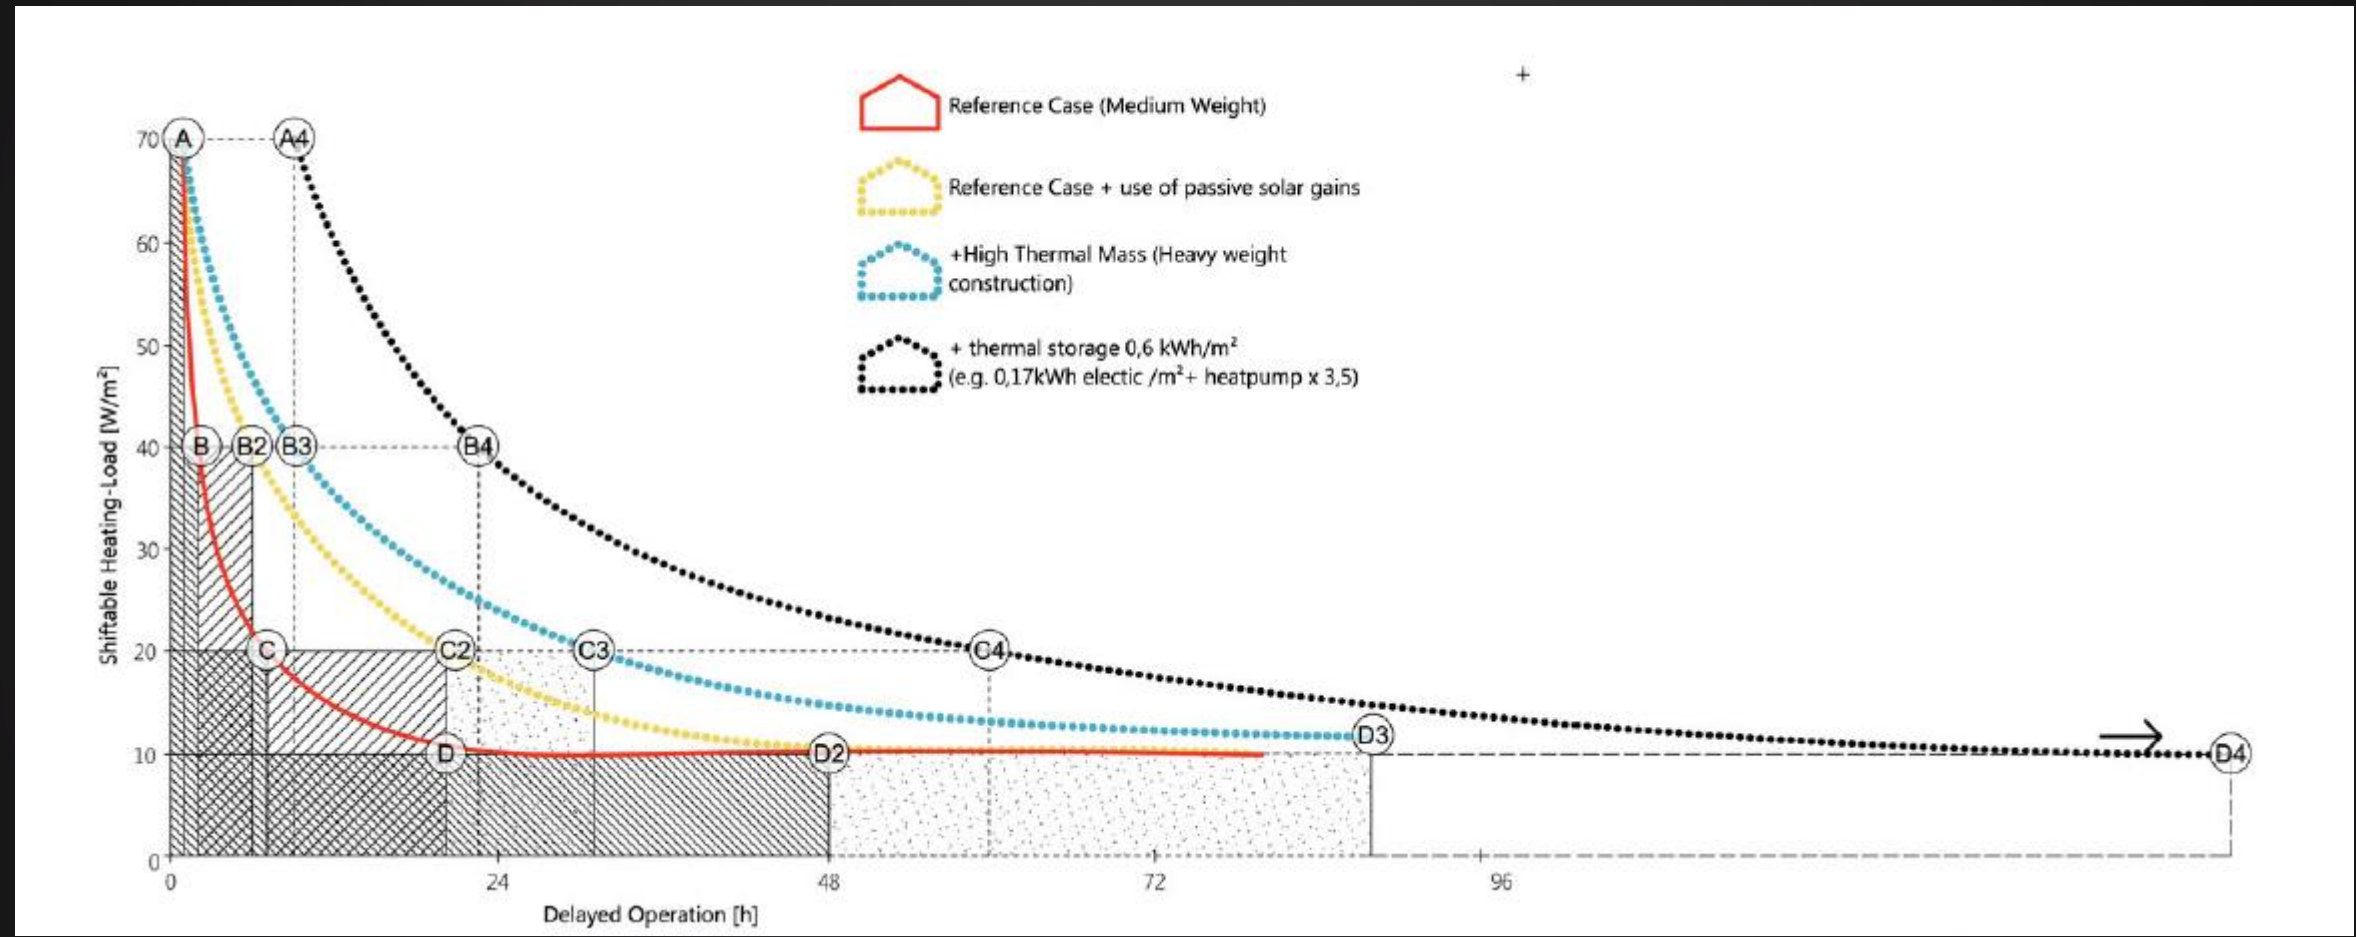 Reference Case (Medium Weight)
Reference Case + use of passive solar gains
+High Thermal Mass (Heavy weight
construction)
+ thermal storage 0,6 kWh/m²
(e.g. 0,17kWh electic /m²+ heatpump x 3,5)
Shiftable Heating-Load [W/m²]
70
60
50
40
30
20
10
0
A
A4
B
B2
B3
B4
C
C2
C3
C4
D
D2
D3
D4
0
24
48
72
96
Delayed Operation [h]